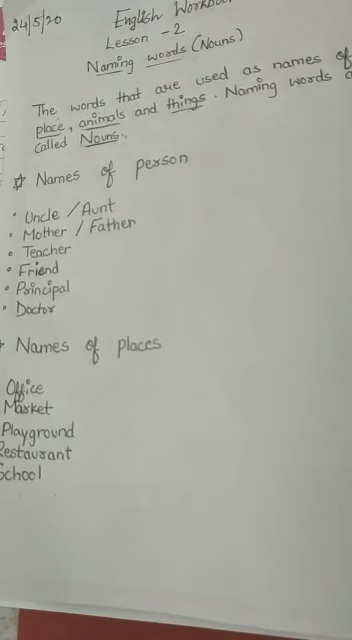 24/5/20
English Workboo
Lesson - 2
Naming words (Nouns)
The words that are used as names of
place, animals and things. Naming words a
called Nouns.
☆ Names of person
• Uncle / Aunt
• Mother / Father
• Teacher
• Friend
• Principal
• Doctor
Names of places
Office
Market
Playground
Restaurant
School